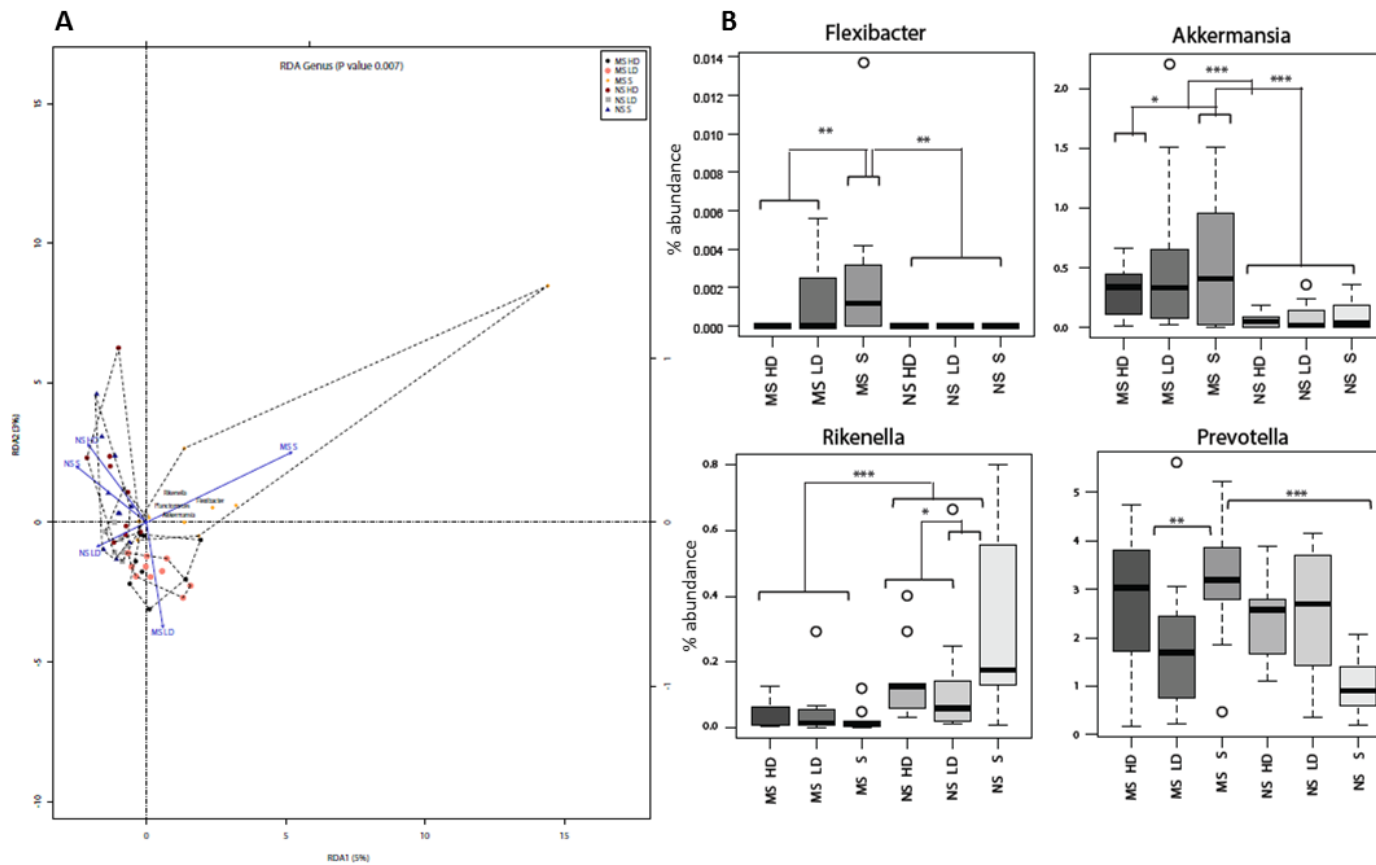 A
RDA Genus (P value 0.007)
MS HD
MS LD
MS S
NS HD
NS LD
NS S
15
10
5
0
-5
-10
RDA2 (3%)
1
0
-1
NS HD
NS S
MS S
Rikenella
Flexibacter
Akkermansia
NS LD
MS LD
0
5
10
15
RDA1 (5%)
B
Flexibacter
0.014
0.012
0.010
0.008
0.006
0.004
0.002
0.000
% abundance
**
**
MS HD
MS LD
MS S
NS HD
NS LD
NS S
Akkermansia
2.0
1.5
1.0
0.5
0.0
*
***
***
MS HD
MS LD
MS S
NS HD
NS LD
NS S
Rikenella
0.8
0.6
0.4
0.2
0.0
% abundance
***
*
MS HD
MS LD
MS S
NS HD
NS LD
NS S
Prevotella
5
4
3
2
1
0
**
***
MS HD
MS LD
MS S
NS HD
NS LD
NS S